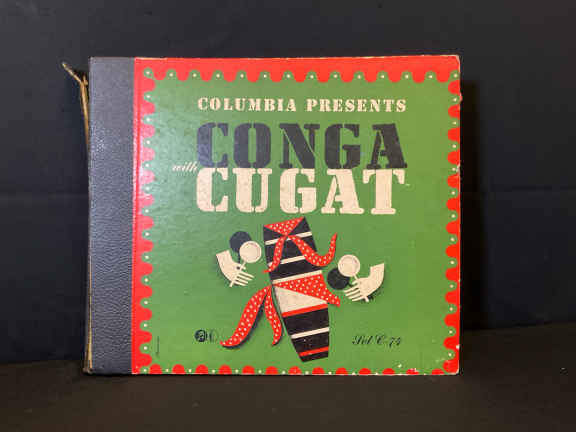 COLUMBIA PRESENTS
CONGA
with
CUGAT
Set C-74